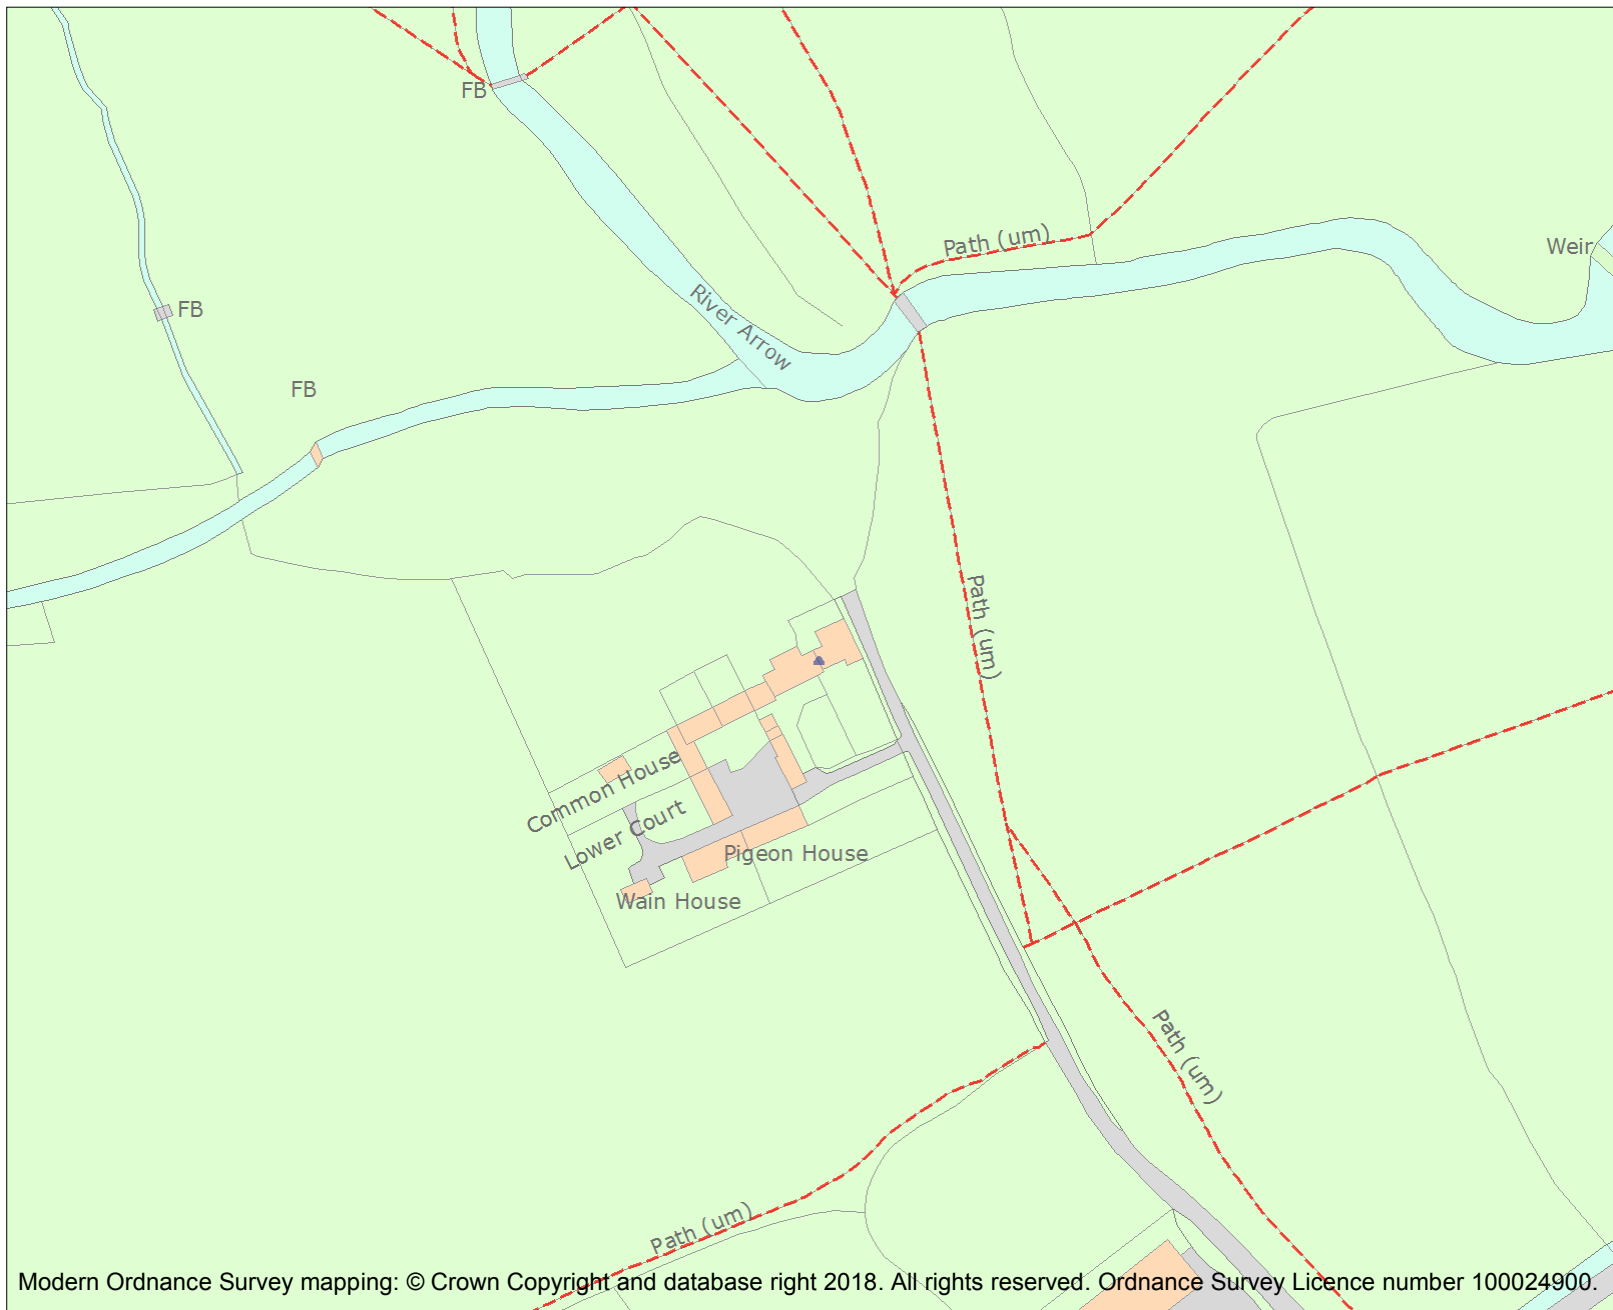 FB
Path (um)
Weir
FB
River Arrow
FB
Path (um)
Common House
Lower Court
Pigeon House
Wain House
Path (um)
Path (um)
Modern Ordnance Survey mapping: © Crown Copyright and database right 2018. All rights reserved. Ordnance Survey Licence number 100024900.